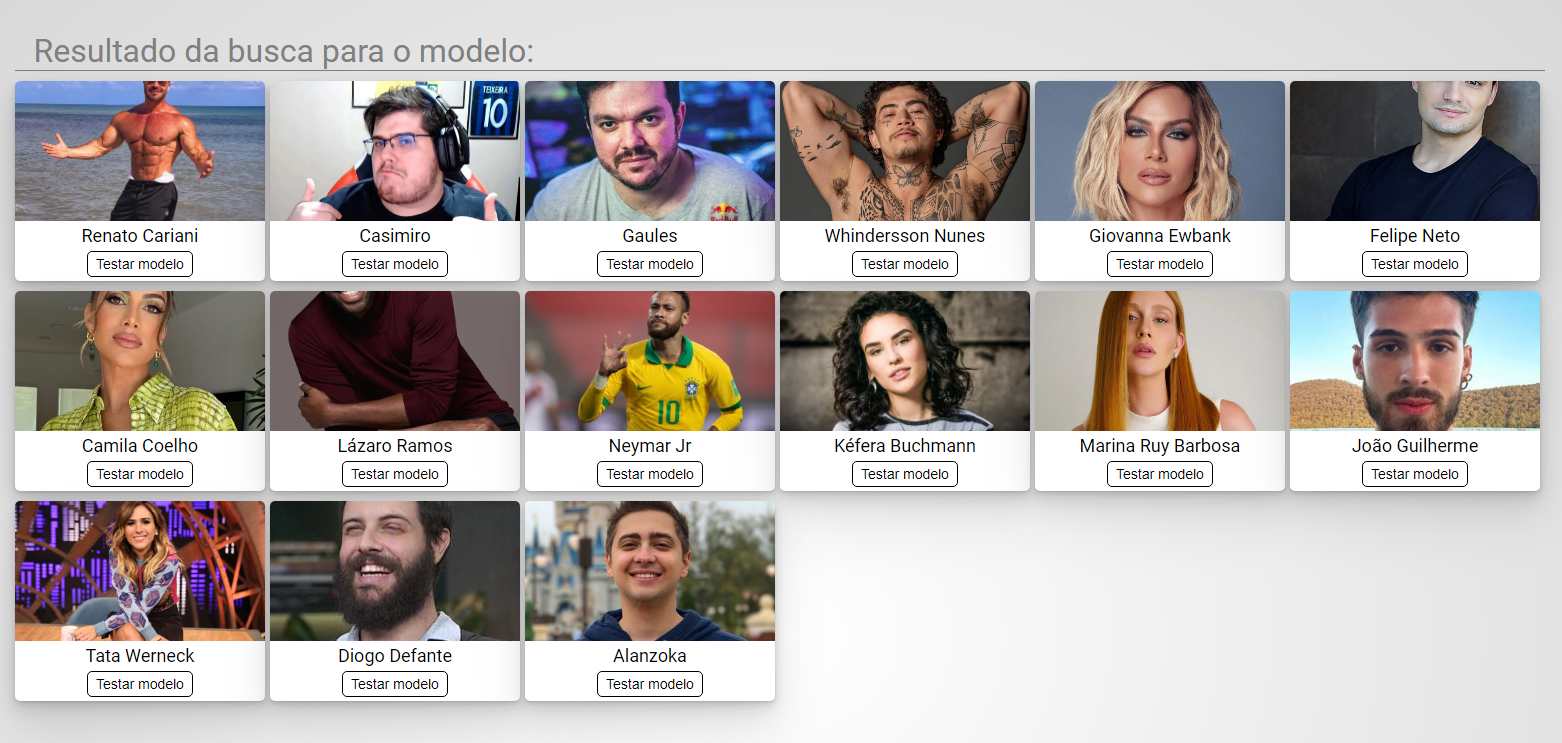 Resultado da busca para o modelo:
TEIXEIRA
10
Red Bull
Renato Cariani
Casimiro
Gaules
Whindersson Nunes
Giovanna Ewbank
Felipe Neto
Testar modelo
Testar modelo
Testar modelo
Testar modelo
Testar modelo
Testar modelo
10
Camila Coelho
Lázaro Ramos
Neymar Jr
Kéfera Buchmann
Marina Ruy Barbosa
João Guilherme
Testar modelo
Testar modelo
Testar modelo
Testar modelo
Testar modelo
Testar modelo
Tata Werneck
Diogo Defante
Alanzoka
Testar modelo
Testar modelo
Testar modelo